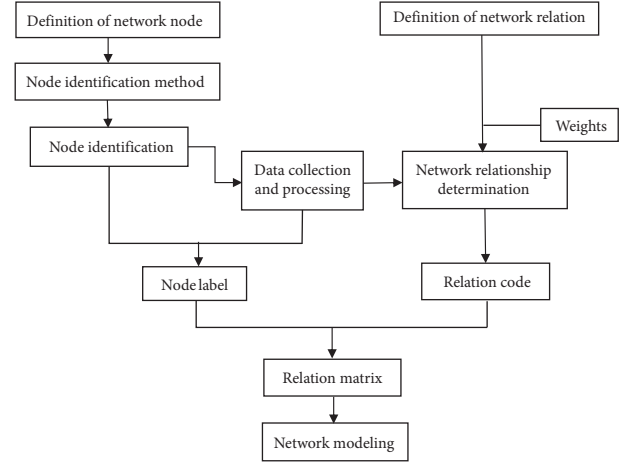 Definition of network node
Definition of network relation
Node identification method
Weights
Node identification
Data collection
and processing
Network relationship
determination
Node label
Relation code
Relation matrix
Network modeling